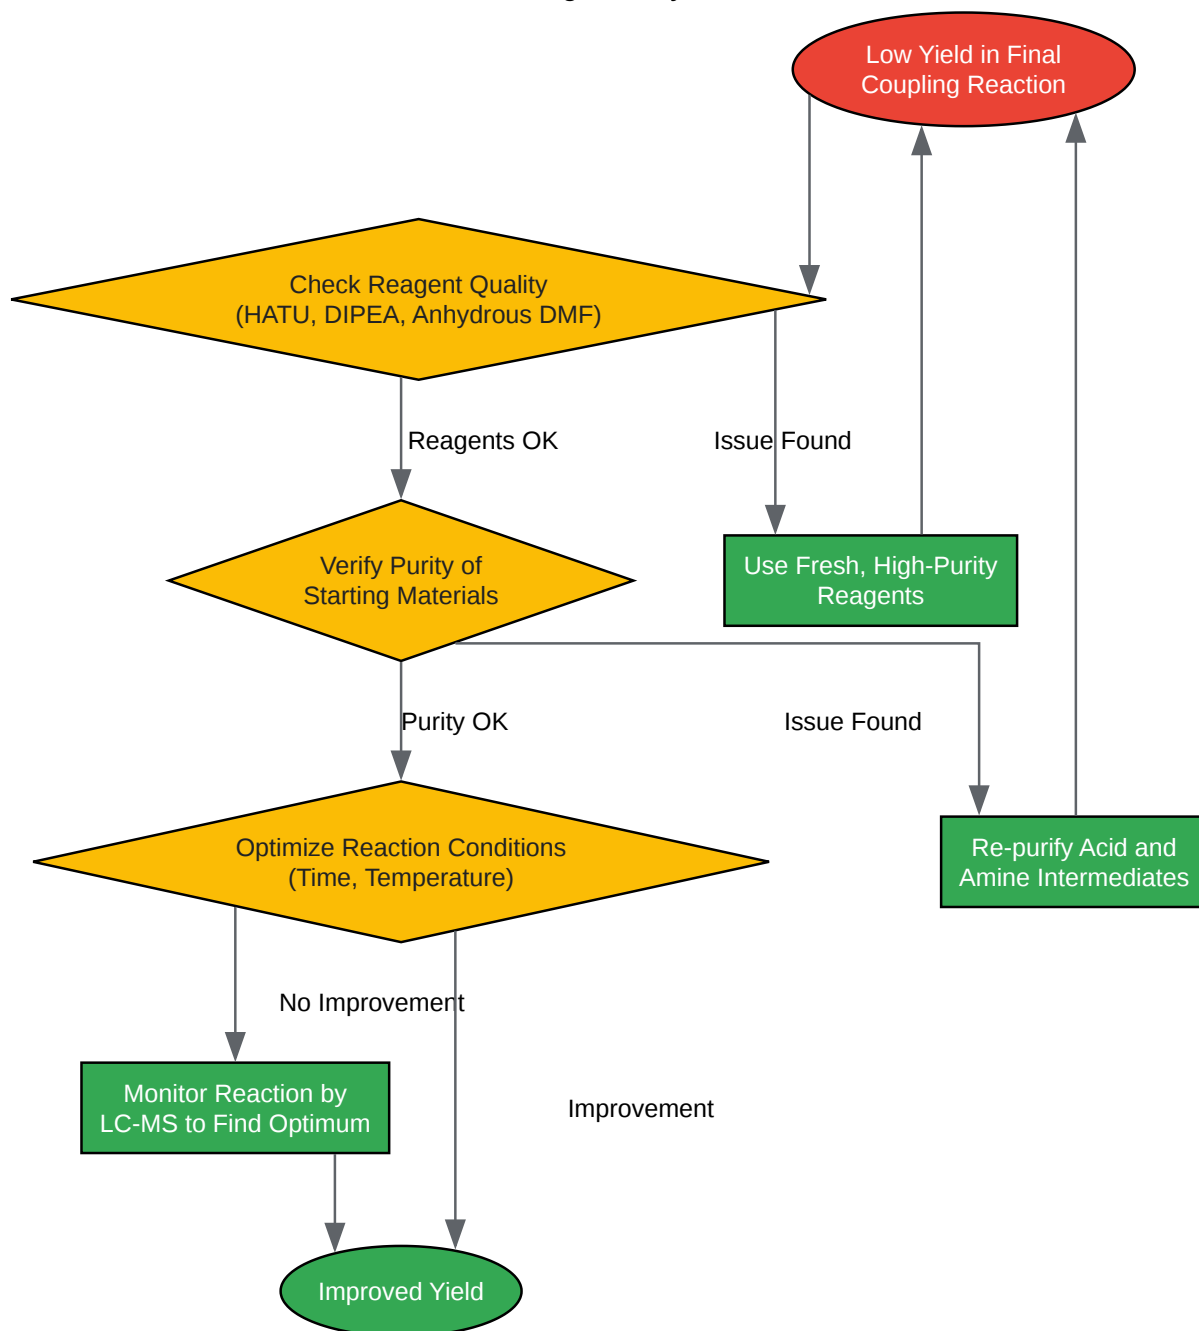 Low Yield in Final
Coupling Reaction
Check Reagent Quality
(HATU, DIPEA, Anhydrous DMF)
Reagents OK
Issue Found
Verify Purity of
Starting Materials
Use Fresh, High-Purity
Reagents
Purity OK
Issue Found
Optimize Reaction Conditions
(Time, Temperature)
Re-purify Acid and
Amine Intermediates
No Improvement
Monitor Reaction by
LC-MS to Find Optimum
Improvement
Improved Yield